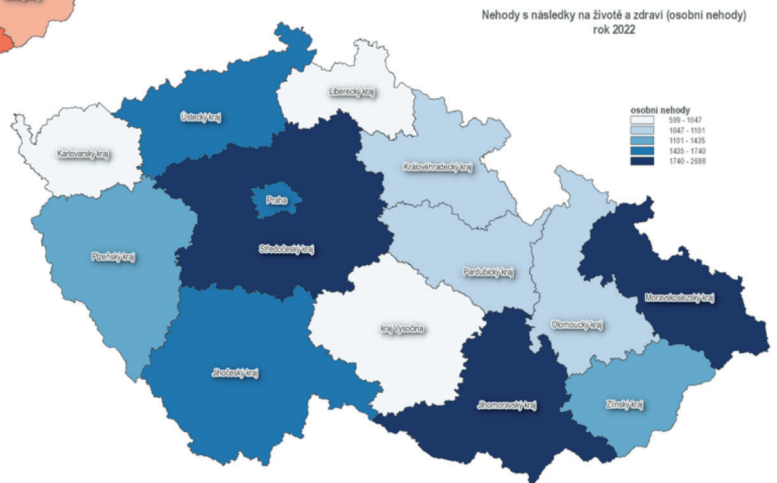 Nehody s následky na životě a zdraví (osobní nehody)
rok 2022
osobní nehody
599 - 1047
1047 - 1101
1101 - 1435
1435 - 1740
1740 - 2688
Liberecký kraj
Ústecký kraj
Karlovarský kraj
Královéhradecký kraj
Praha
Středočeský kraj
Plzeňský kraj
Pardubický kraj
Moravskoslezský kraj
kraj Vysočina
Olomoucký kraj
Jihočeský kraj
Jihomoravský kraj
Zlínský kraj